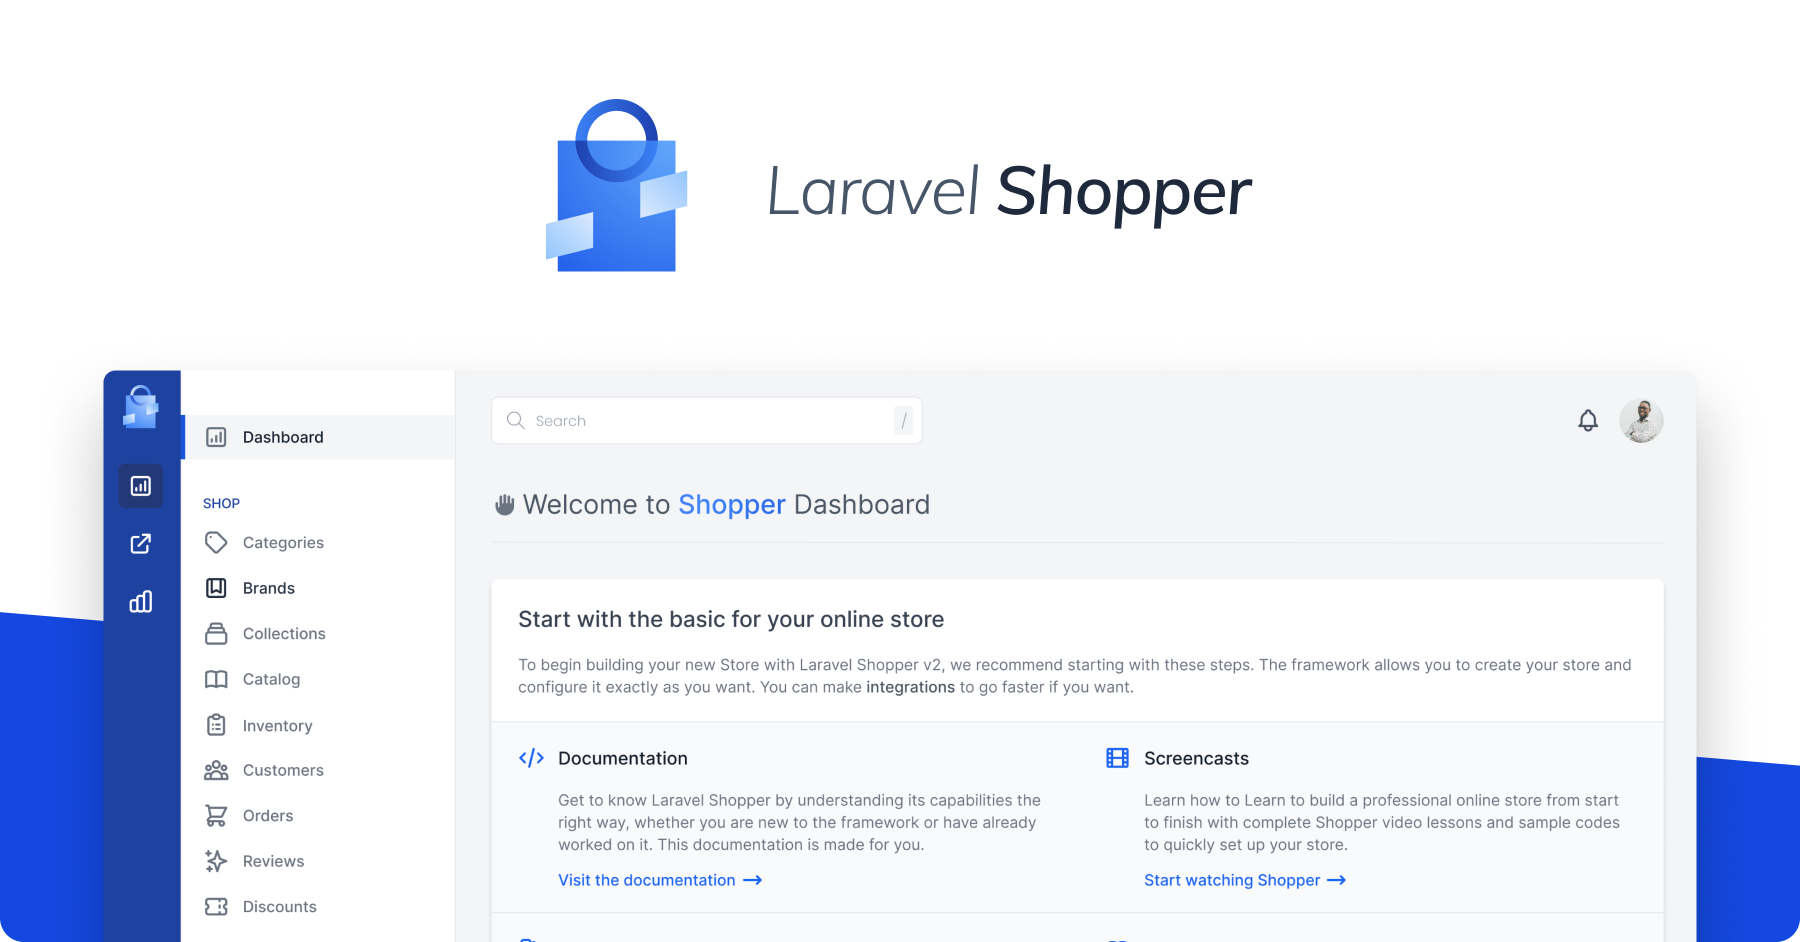 Laravel Shopper
Search
/
Dashboard
Welcome to Shopper Dashboard
SHOP
Categories
Brands
Collections
Catalog
Inventory
Customers
Orders
Reviews
Discounts
Start with the basic for your online store
To begin building your new Store with Laravel Shopper v2, we recommend starting with these steps. The framework allows you to create your store and
configure it exactly as you want. You can make integrations to go faster if you want.
Documentation
Get to know Laravel Shopper by understanding its capabilities the
right way, whether you are new to the framework or have already
worked on it. This documentation is made for you.
Visit the documentation
Screencasts
Learn how to Learn to build a professional online store from start
to finish with complete Shopper video lessons and sample codes
to quickly set up your store.
Start watching Shopper